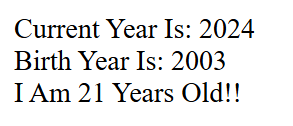 Current Year Is: 2024
Birth Year Is: 2003
I Am 21 Years Old!!